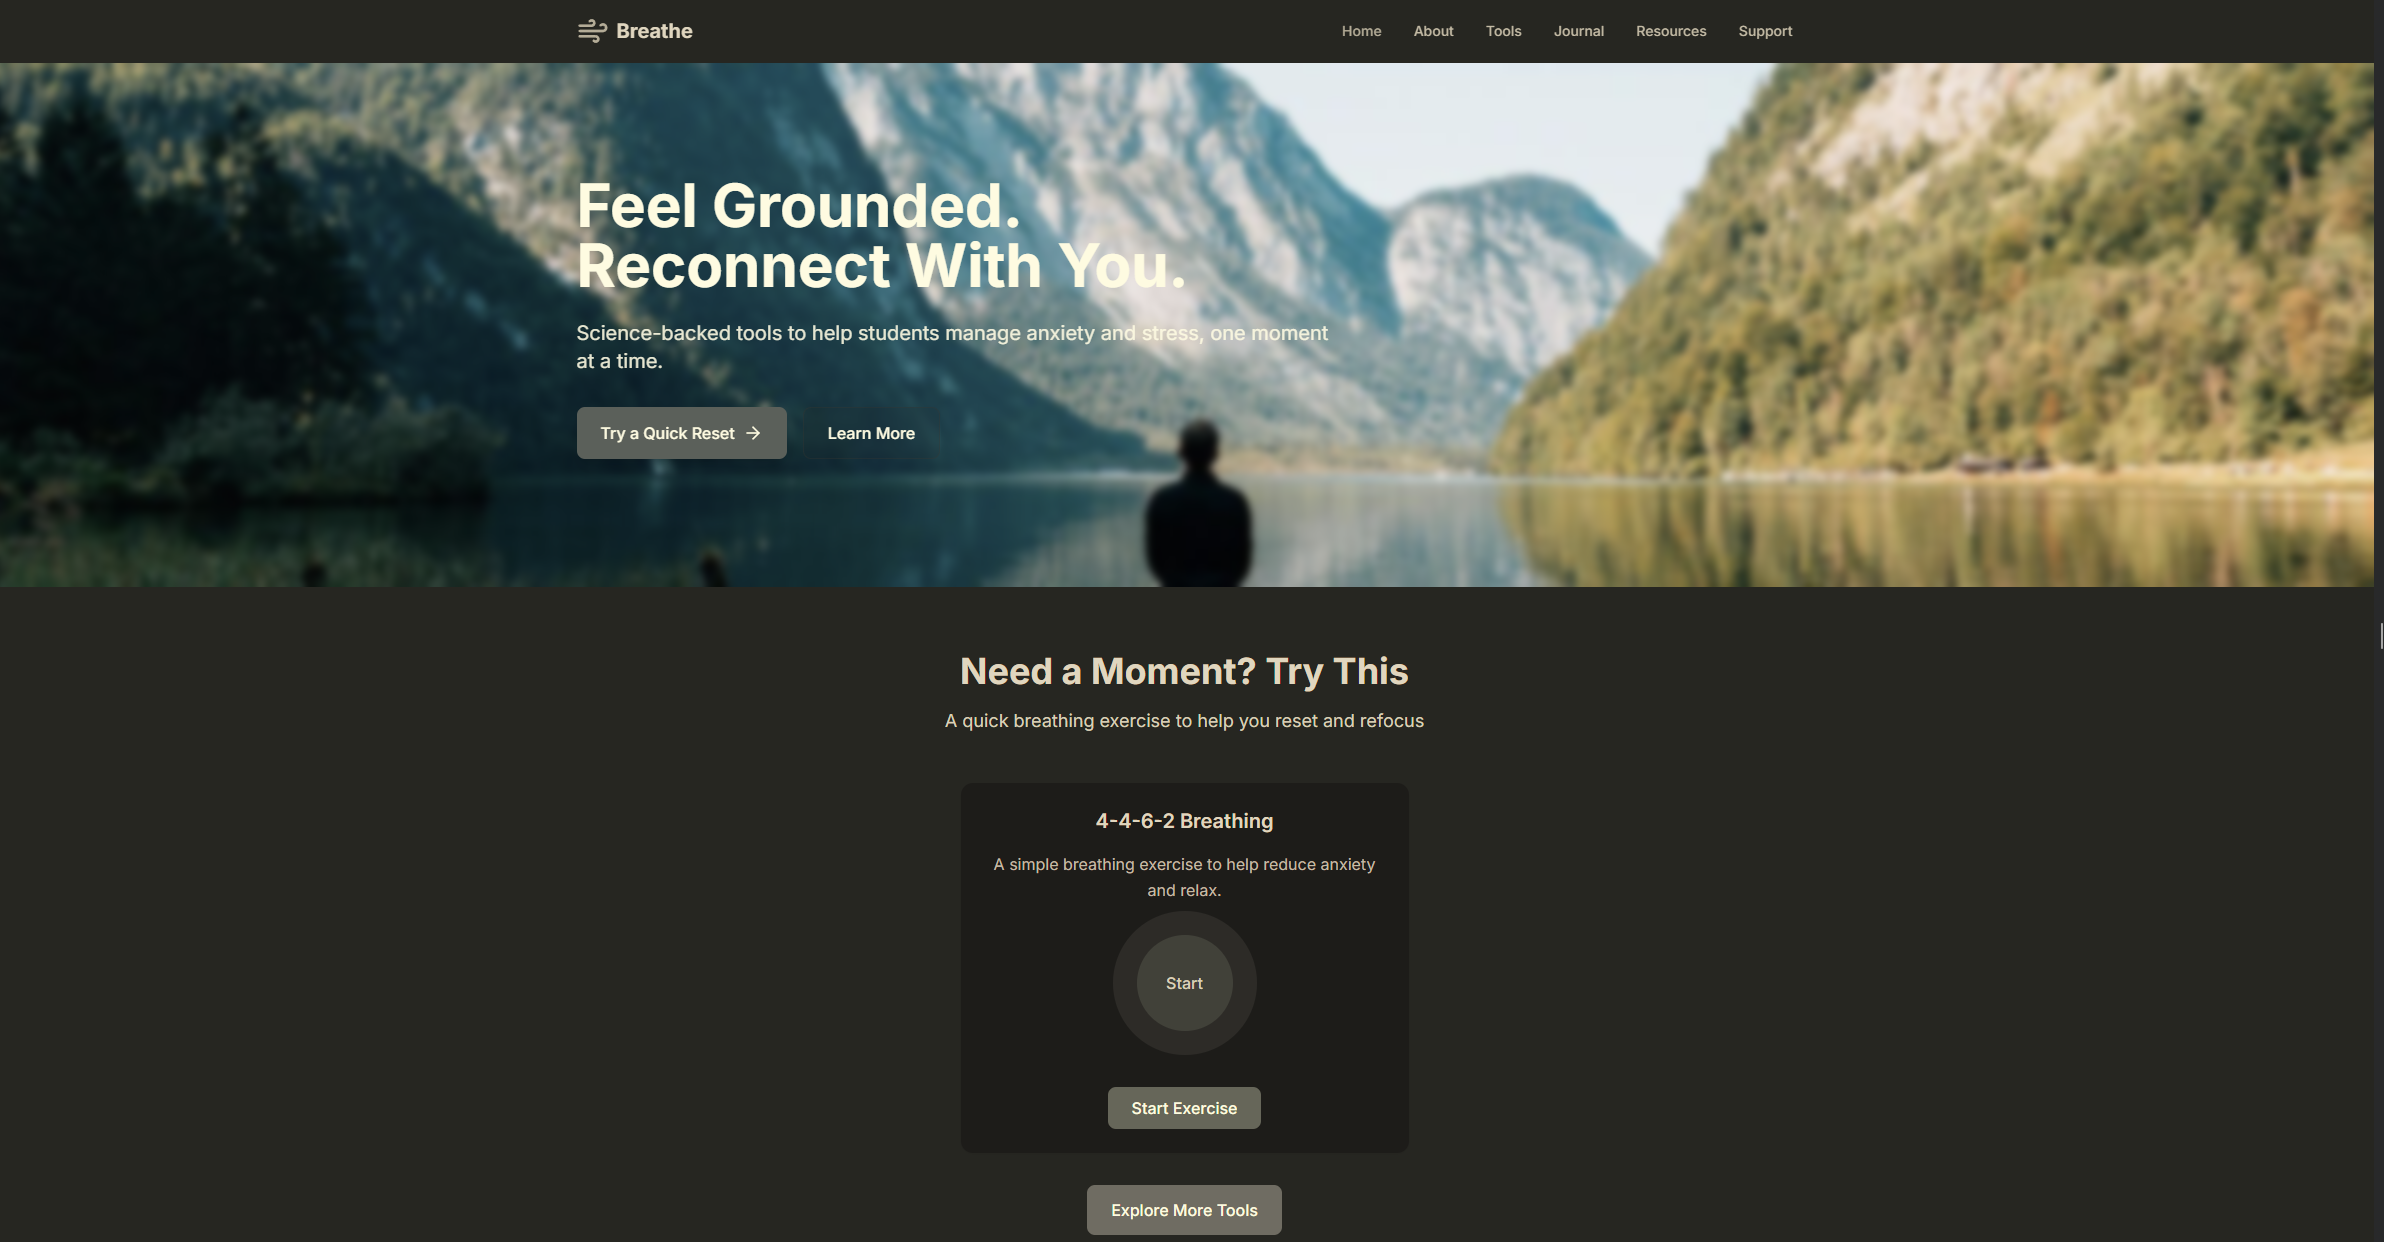 Breathe
Home
About
Tools
Journal
Resources
Support
Feel Grounded.
Reconnect With You.
Science-backed tools to help students manage anxiety and stress, one moment
at a time.
Try a Quick Reset
Learn More
Need a Moment? Try This
A quick breathing exercise to help you reset and refocus
4-4-6-2 Breathing
A simple breathing exercise to help reduce anxiety
and relax.
Start
Start Exercise
Explore More Tools